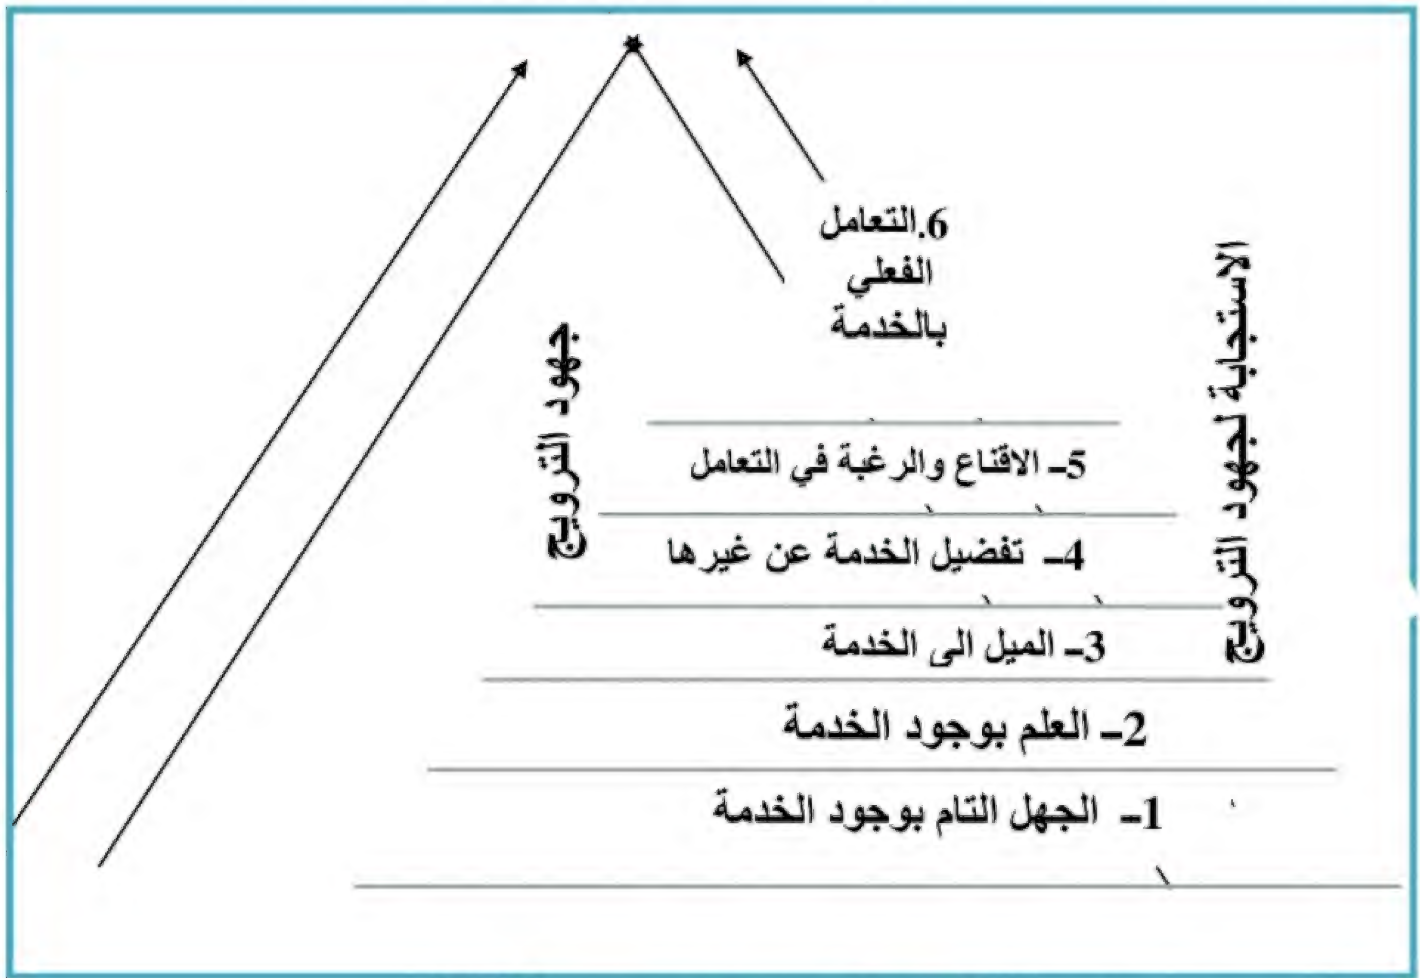 6.التعامل
الفعلي
بالخدمة
الاستجابة لجهود الترويج
جهود الترويج
5- الاقناع والرغبة في التعامل
4- تفضيل الخدمة عن غيرها
3- الميل الى الخدمة
2- العلم بوجود الخدمة
1- الجهل التام بوجود الخدمة